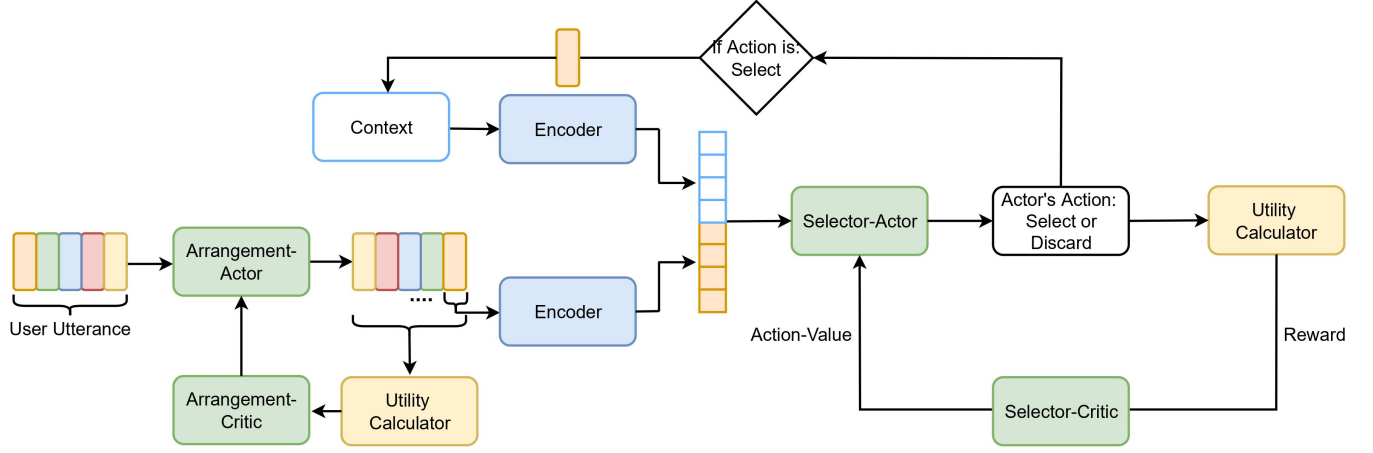 If Action is:
Select
Context
Encoder
Selector-Actor
Actor's Action:
Select or
Discard
Utility
Calculator
Arrangement-
Actor
User Utterance
....
Encoder
Action-Value
Reward
Arrangement-
Critic
Utility
Calculator
Selector-Critic